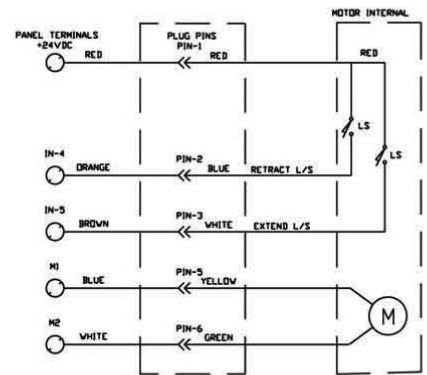 MOTOR INTERNAL
PANEL TERMINALS
+24VDC
PLUG PINS
PIN-1
RED
RED
RED
LS
LS
IN-4
ORANGE
PIN-2
BLUE
RETRACT L/S
IN-5
BROWN
PIN-3
WHITE
EXTEND L/S
M1
BLUE
PIN-5
YELLOW
M
M2
WHITE
PIN-6
GREEN